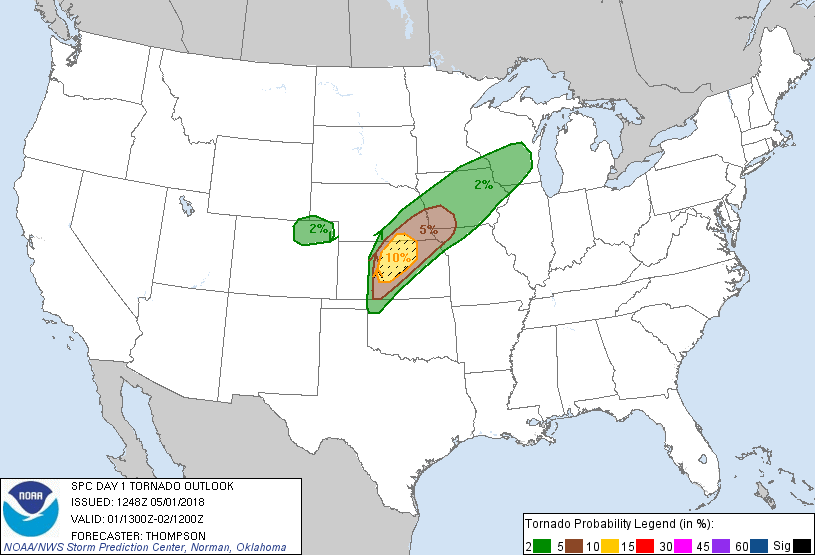 2%
2%
5%
10%
NOAA
SPC DAY 1 TORNADO OUTLOOK
ISSUED: 1248Z 05/01/2018
VALID: 01/1300Z-02/1200Z
FORECASTER: THOMPSON
NOAA/NWS Storm Prediction Center, Norman, Oklahoma
Tornado Probability Legend (in %):
2 5 10 15 30 45 60 Sig